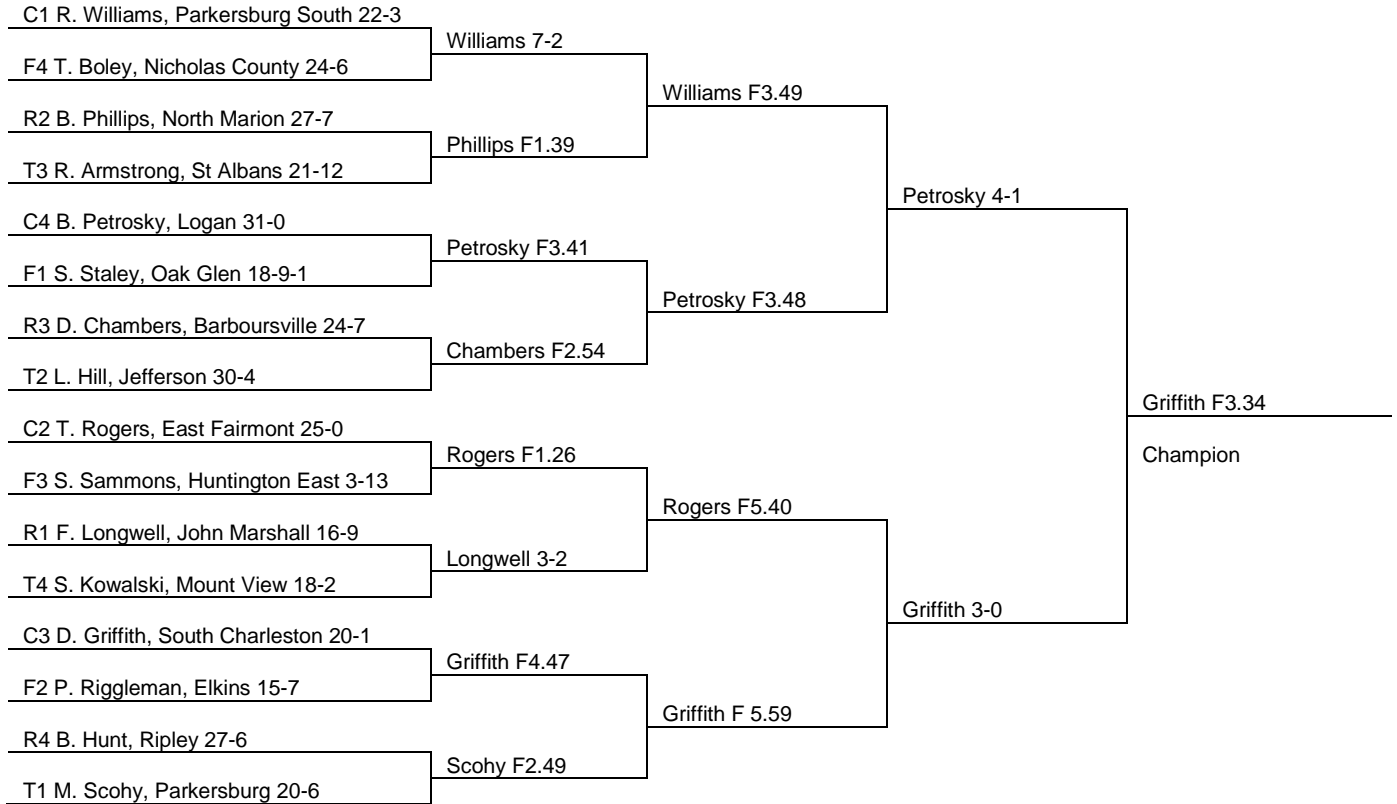 C1 R. Williams, Parkersburg South 22-3
Williams 7-2
F4 T. Boley, Nicholas County 24-6
Williams F3.49
R2 B. Phillips, North Marion 27-7
Phillips F1.39
T3 R. Armstrong, St Albans 21-12
Petrosky 4-1
C4 B. Petrosky, Logan 31-0
Petrosky F3.41
F1 S. Staley, Oak Glen 18-9-1
Petrosky F3.48
R3 D. Chambers, Barboursville 24-7
Chambers F2.54
T2 L. Hill, Jefferson 30-4
Griffith F3.34
C2 T. Rogers, East Fairmont 25-0
Rogers F1.26
Champion
F3 S. Sammons, Huntington East 3-13
Rogers F5.40
R1 F. Longwell, John Marshall 16-9
Longwell 3-2
T4 S. Kowalski, Mount View 18-2
Griffith 3-0
C3 D. Griffith, South Charleston 20-1
Griffith F4.47
F2 P. Riggleman, Elkins 15-7
Griffith F 5.59
R4 B. Hunt, Ripley 27-6
Scohy F2.49
T1 M. Scohy, Parkersburg 20-6